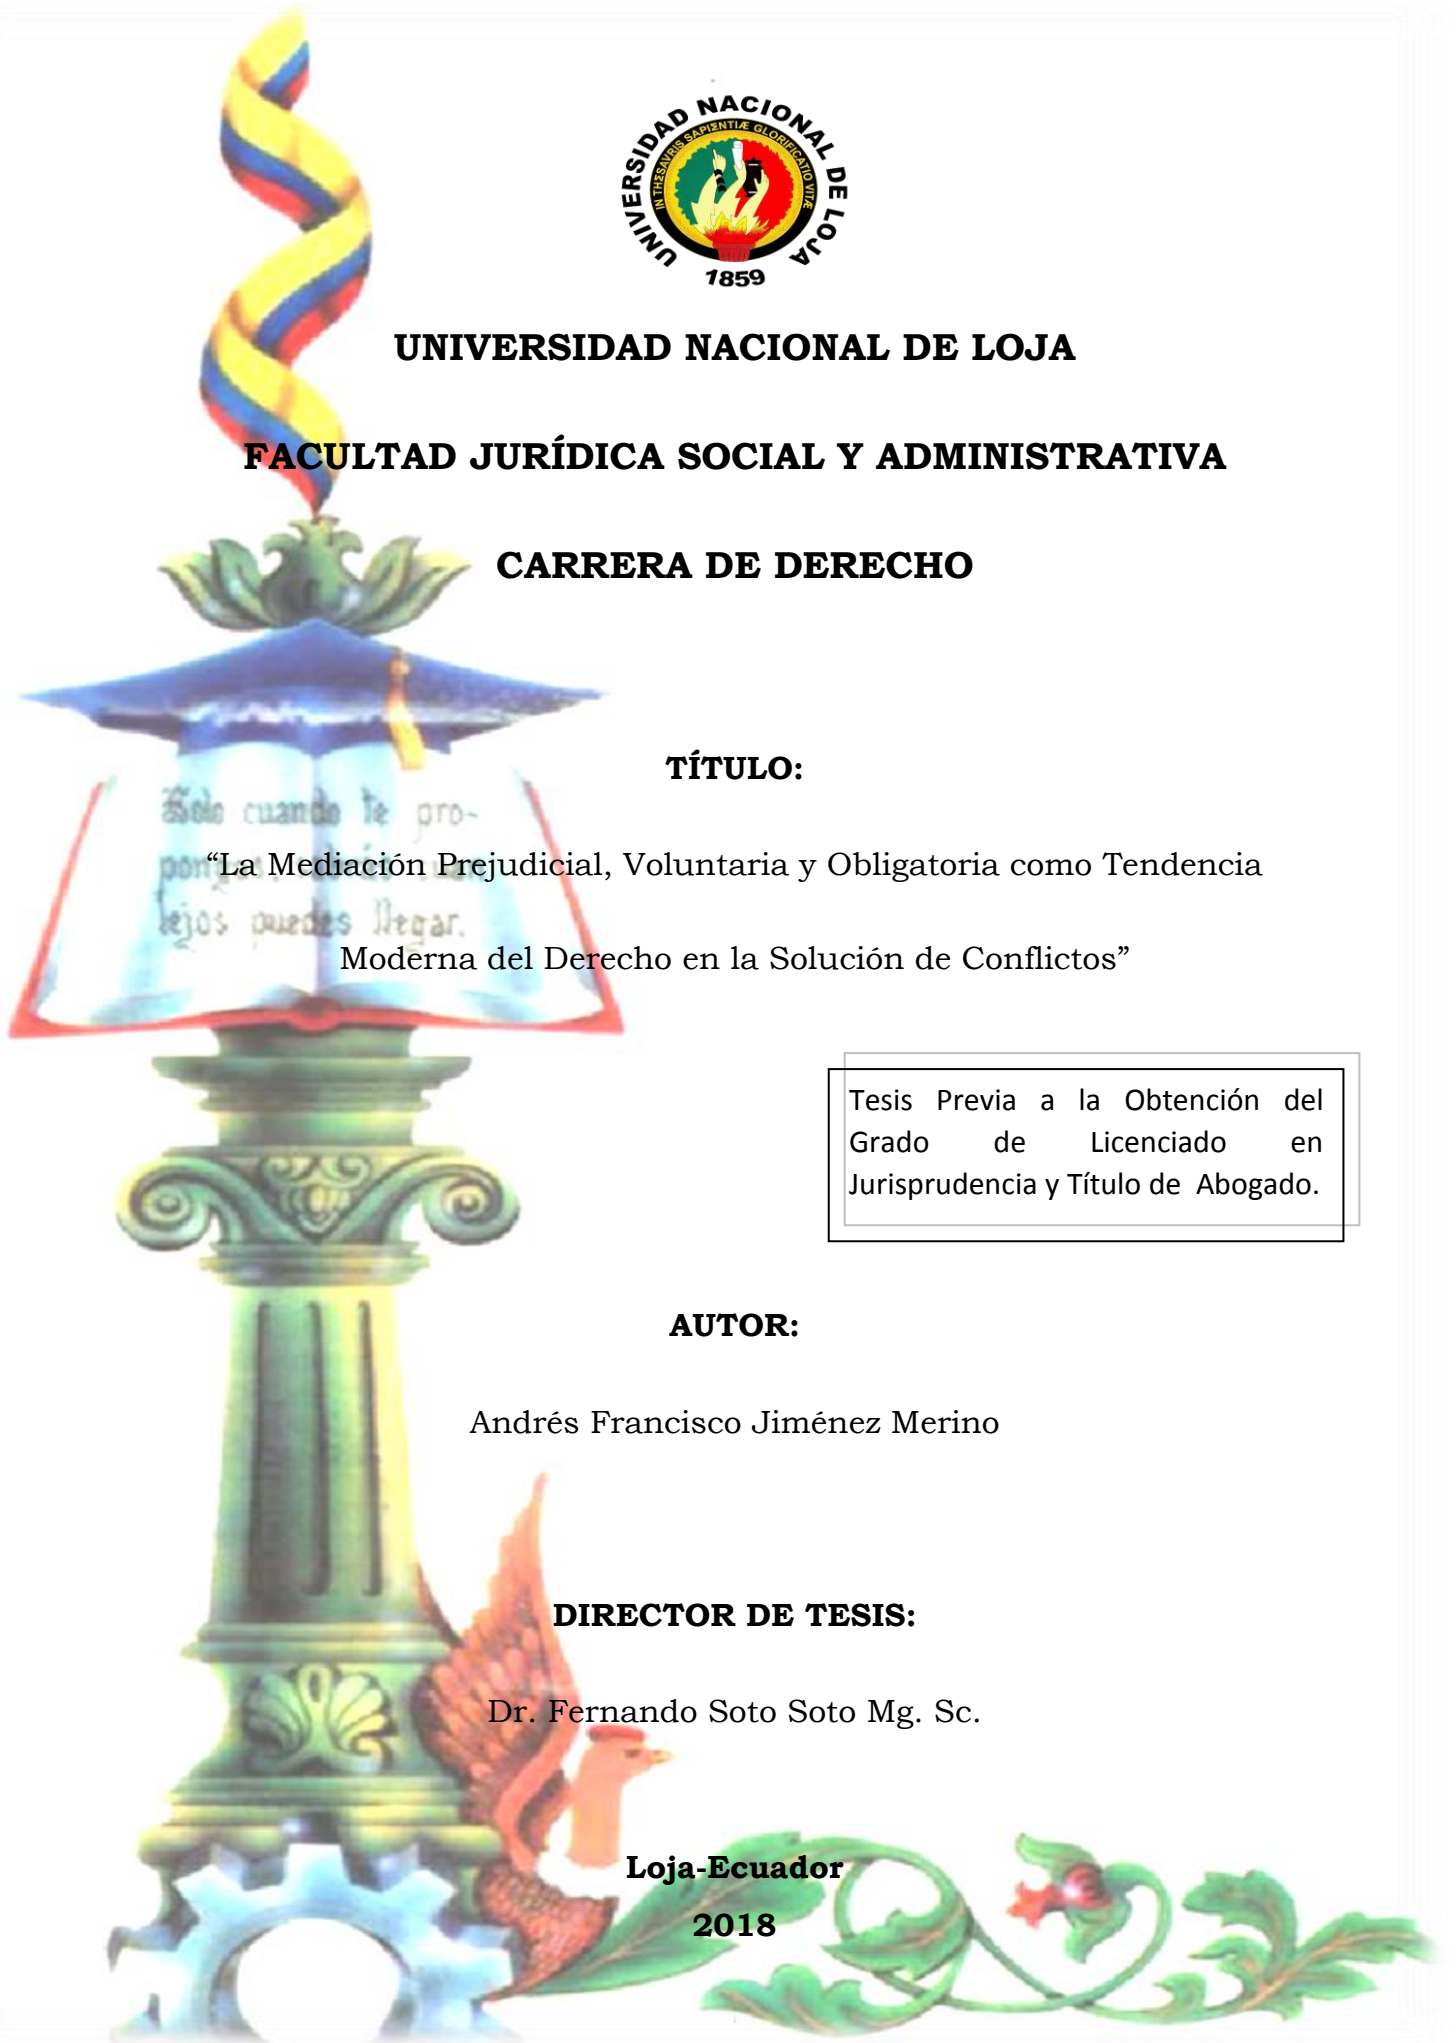 UNIVERSIDAD NACIONAL DE LOJA
IN THESAVRIS SAPIENTIÆ GLORIFICATIO VITÆ
1859
UNIVERSIDAD NACIONAL DE LOJA
FACULTAD JURÍDICA SOCIAL Y ADMINISTRATIVA
CARRERA DE DERECHO
TÍTULO:
Solo cuando te pro-
lejos puedes llegar.
“La Mediación Prejudicial, Voluntaria y Obligatoria como Tendencia
Moderna del Derecho en la Solución de Conflictos”
Tesis Previa a la Obtención del
Grado de Licenciado en
Jurisprudencia y Título de Abogado.
AUTOR:
Andrés Francisco Jiménez Merino
DIRECTOR DE TESIS:
Dr. Fernando Soto Soto Mg. Sc.
Loja-Ecuador
2018